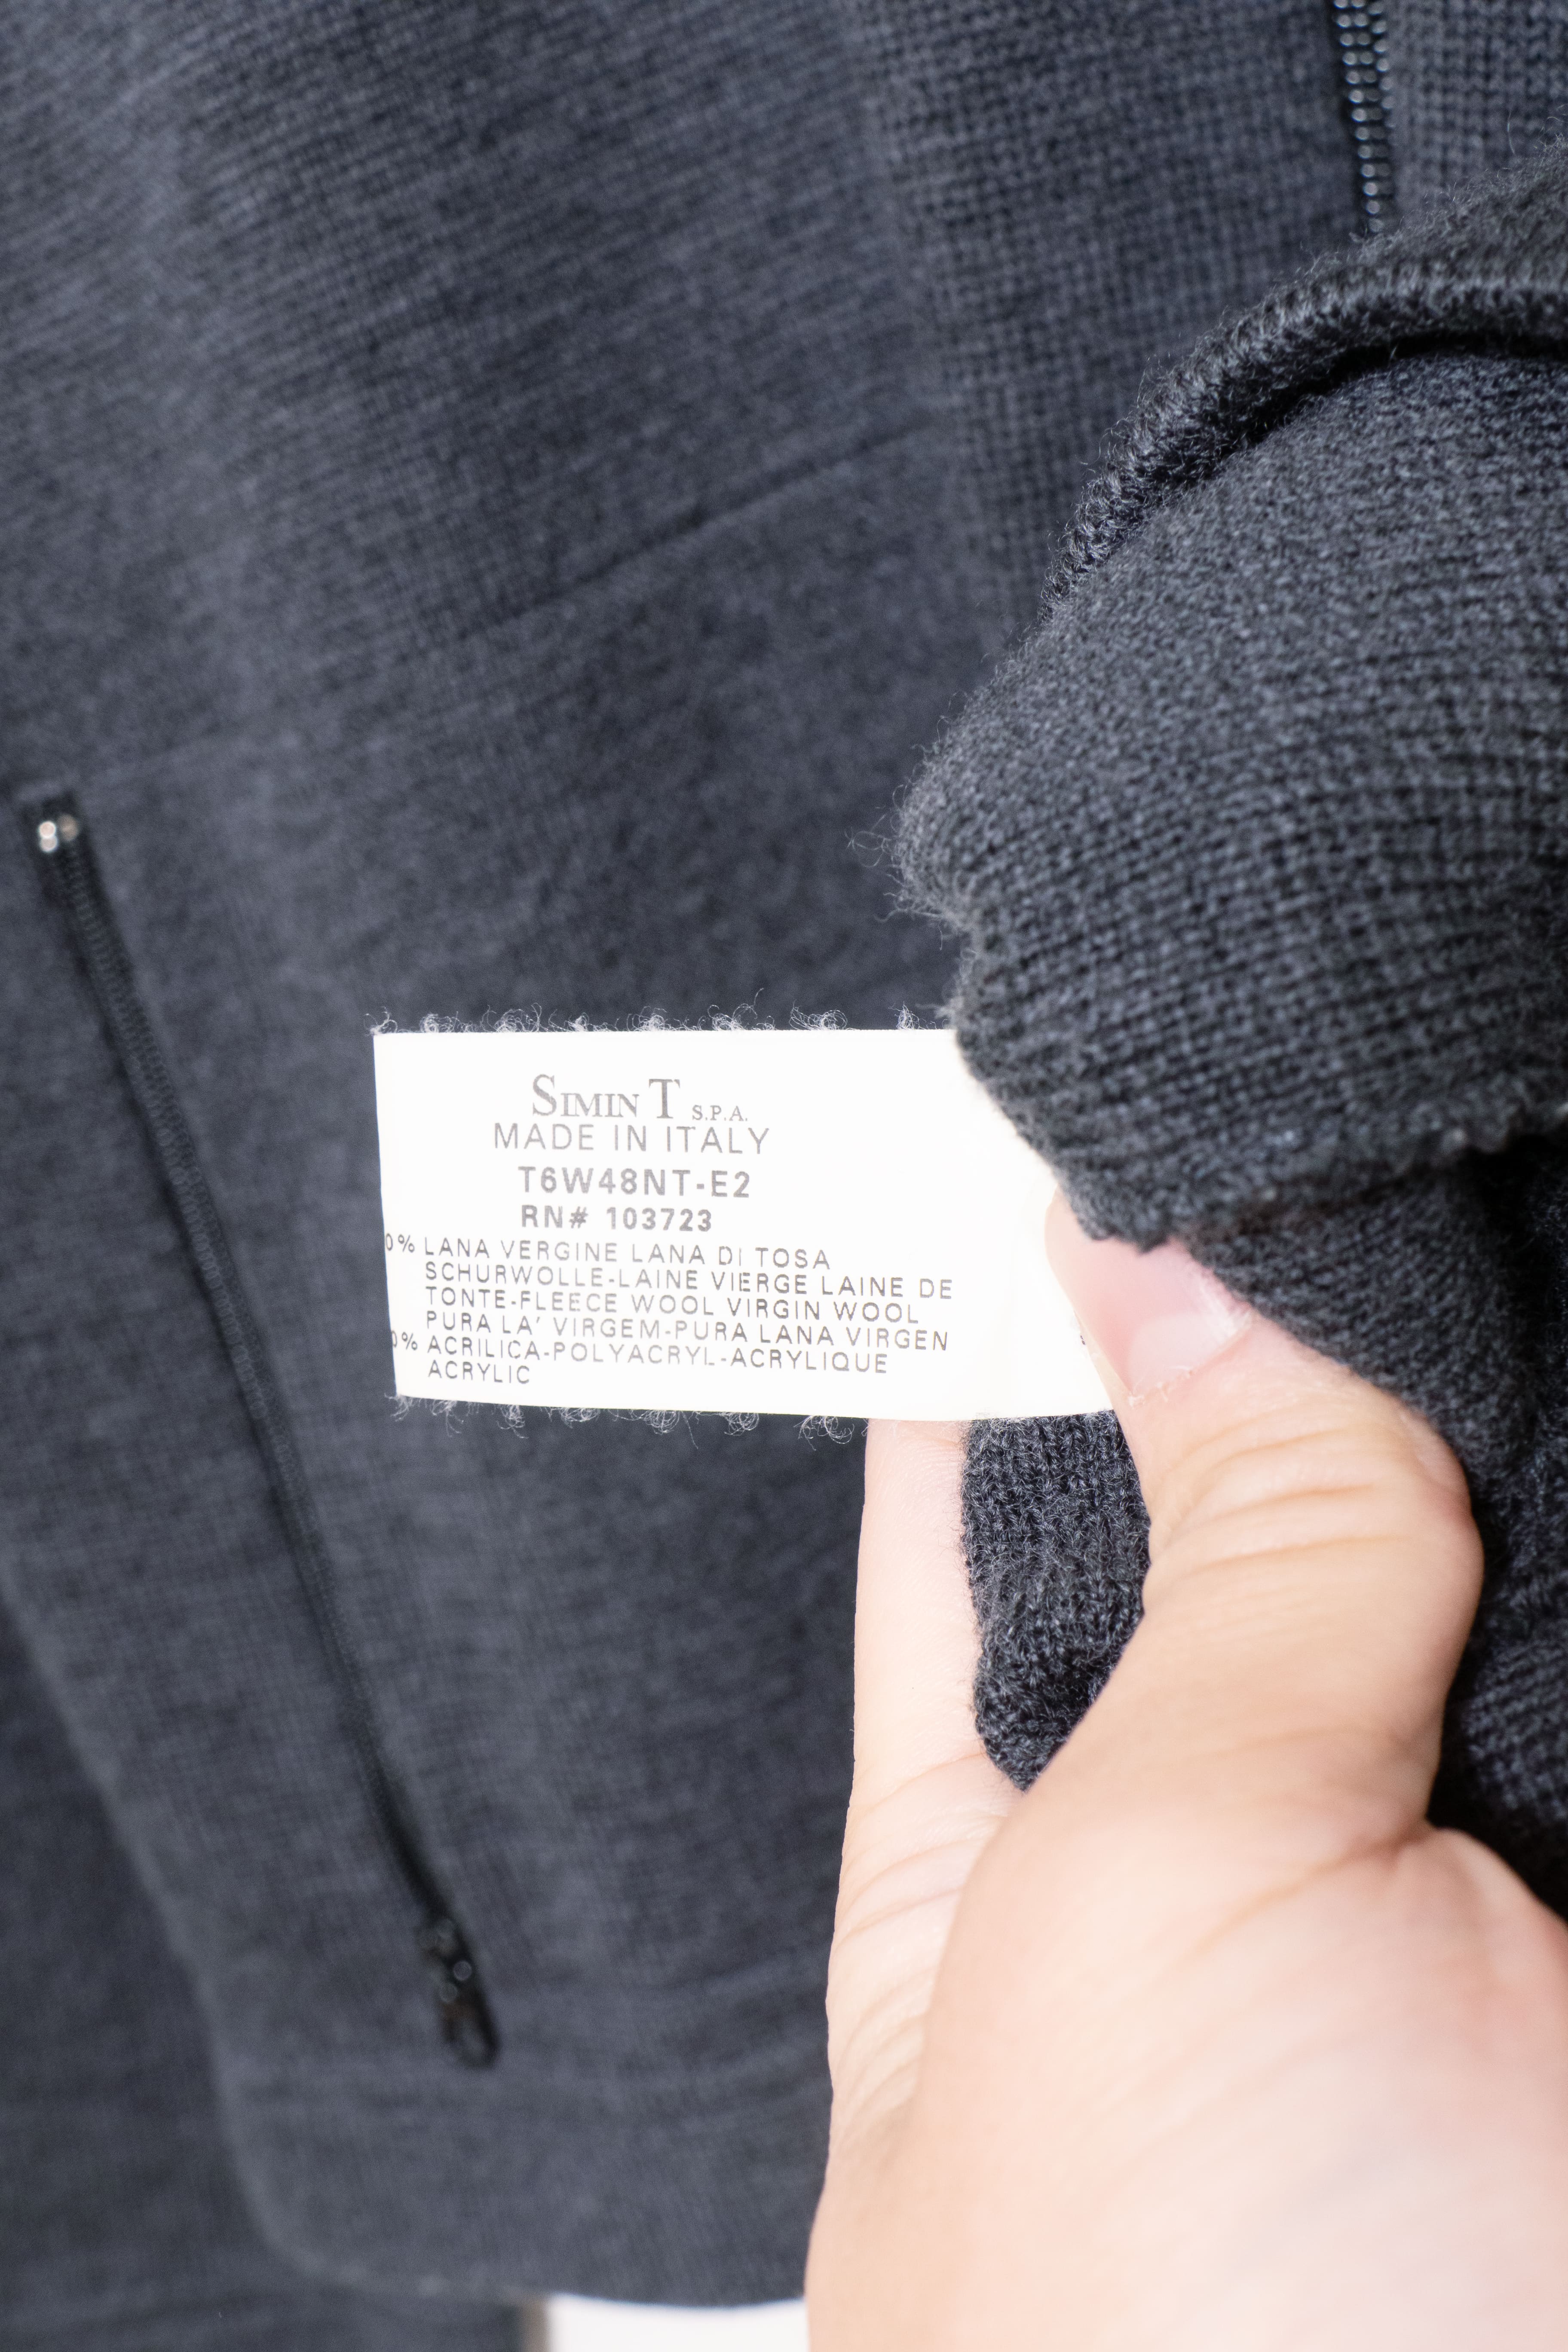 SIMIN T S.P.A.
MADE IN ITALY
T6W48NT-E2
RN# 103723
0% LANA VERGINE LANA DI TOSA
SCHURWOLLE-LAINE VIERGE LAINE DE
TONTE-FLEECE WOOL VIRGIN WOOL
PURA LA' VIRGEM-PURA LANA VIRGEN
0% ACRILICA-POLYACRYL-ACRYLIQUE
ACRYLIC